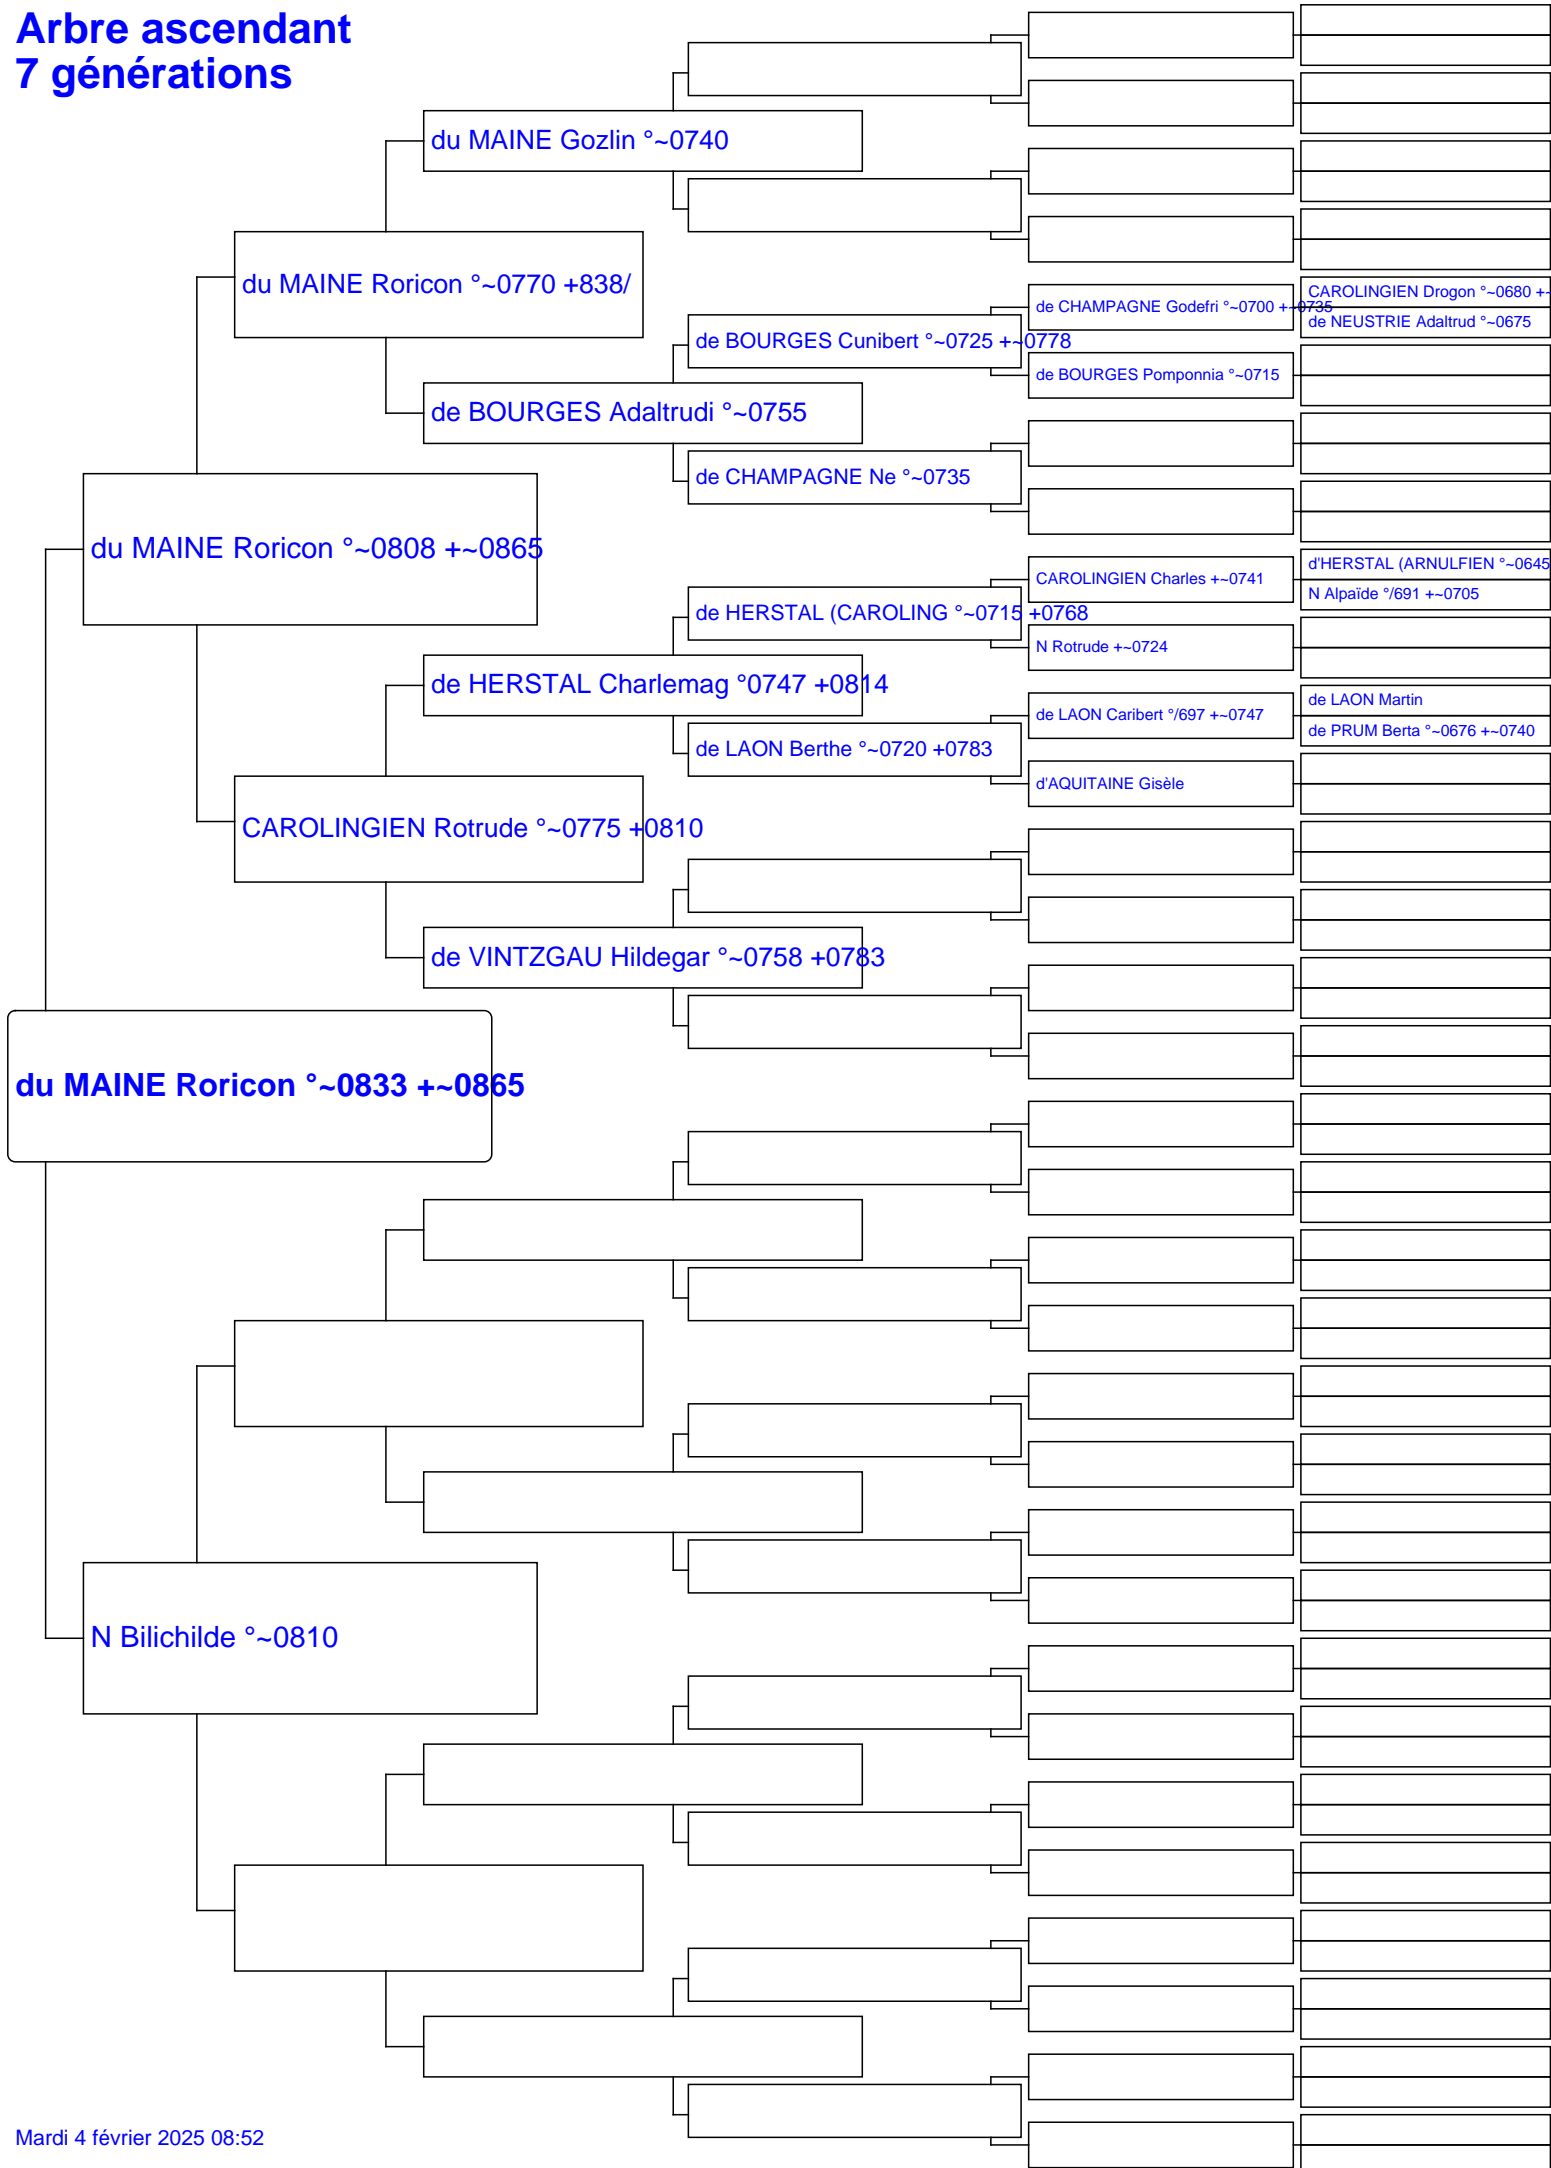 Arbre ascendant
7 générations
du MAINE Gozlin °~0740
du MAINE Roricon °~0770 +838/
CAROLINGIEN Drogon °~0680 +~
de CHAMPAGNE Godefri °~0700 +~0735
de NEUSTRIE Adaltrud °~0675
de BOURGES Cunibert °~0725 +~0778
de BOURGES Pomponnia °~0715
de BOURGES Adaltrudi °~0755
de CHAMPAGNE Ne °~0735
du MAINE Roricon °~0808 +~0865
d'HERSTAL (ARNULFIEN °~0645
CAROLINGIEN Charles +~0741
N Alpaïde °/691 +~0705
de HERSTAL (CAROLING °~0715 +0768
N Rotrude +~0724
de HERSTAL Charlemag °0747 +0814
de LAON Martin
de LAON Caribert °/697 +~0747
de PRUM Berta °~0676 +~0740
de LAON Berthe °~0720 +0783
d'AQUITAINE Gisèle
CAROLINGIEN Rotrude °~0775 +0810
de VINTZGAU Hildegar °~0758 +0783
du MAINE Roricon °~0833 +~0865
N Bilichilde °~0810
Mardi 4 février 2025 08:52